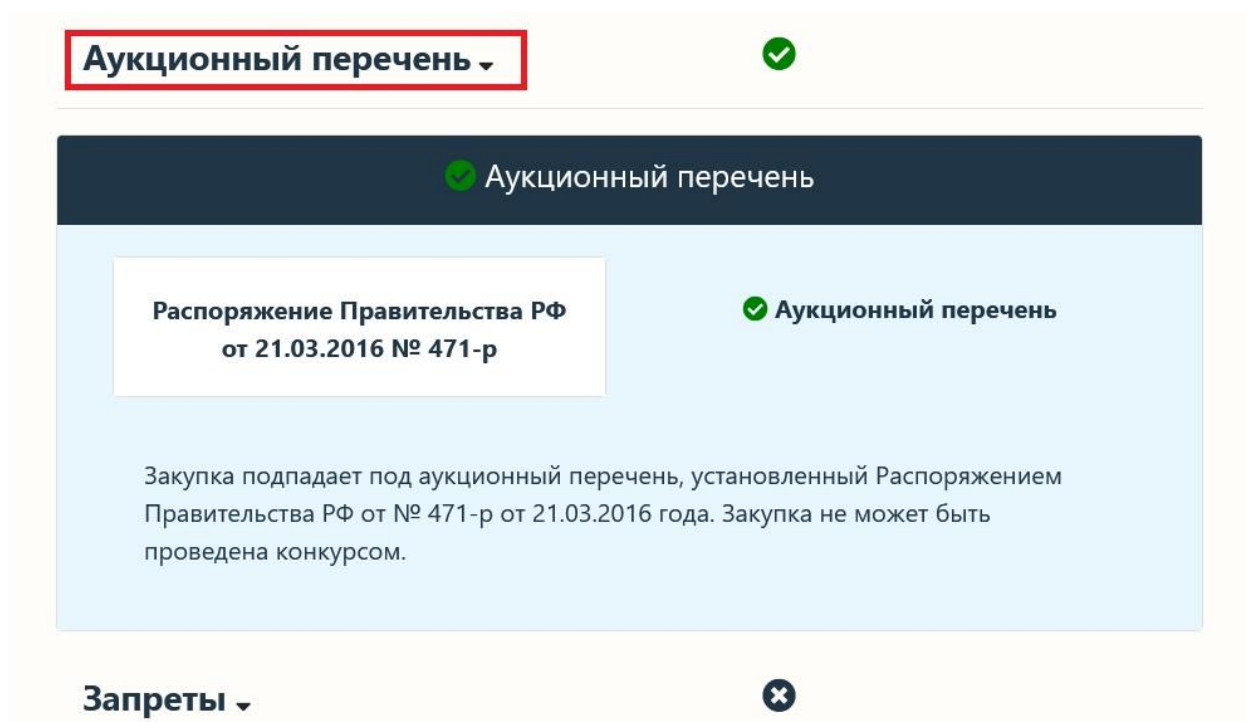 Аукционный перечень
Аукционный перечень
Распоряжение Правительства РФ
от 21.03.2016 № 471-р
Аукционный перечень
Закупка подпадает под аукционный перечень, установленный Распоряжением
Правительства РФ от № 471-р от 21.03.2016 года. Закупка не может быть
проведена конкурсом.
Запреты